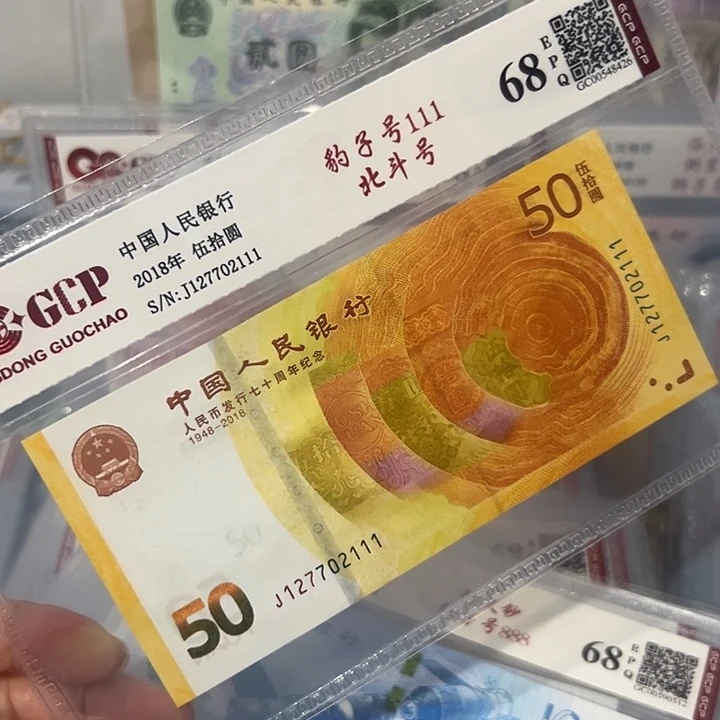 贰圆
68
E
P
Q
GC00548426
GCP GCP
豹子号111
北斗号
中国人民银行
2018年 伍拾圆
S/N:J127702111
GCP
DONG GUOCHAO
50
伍拾圆
J127702111
中国人民银行
人民币发行七十周年纪念
1948-2018
50
J127702111
号888
68
E
P
Q
GC00590512